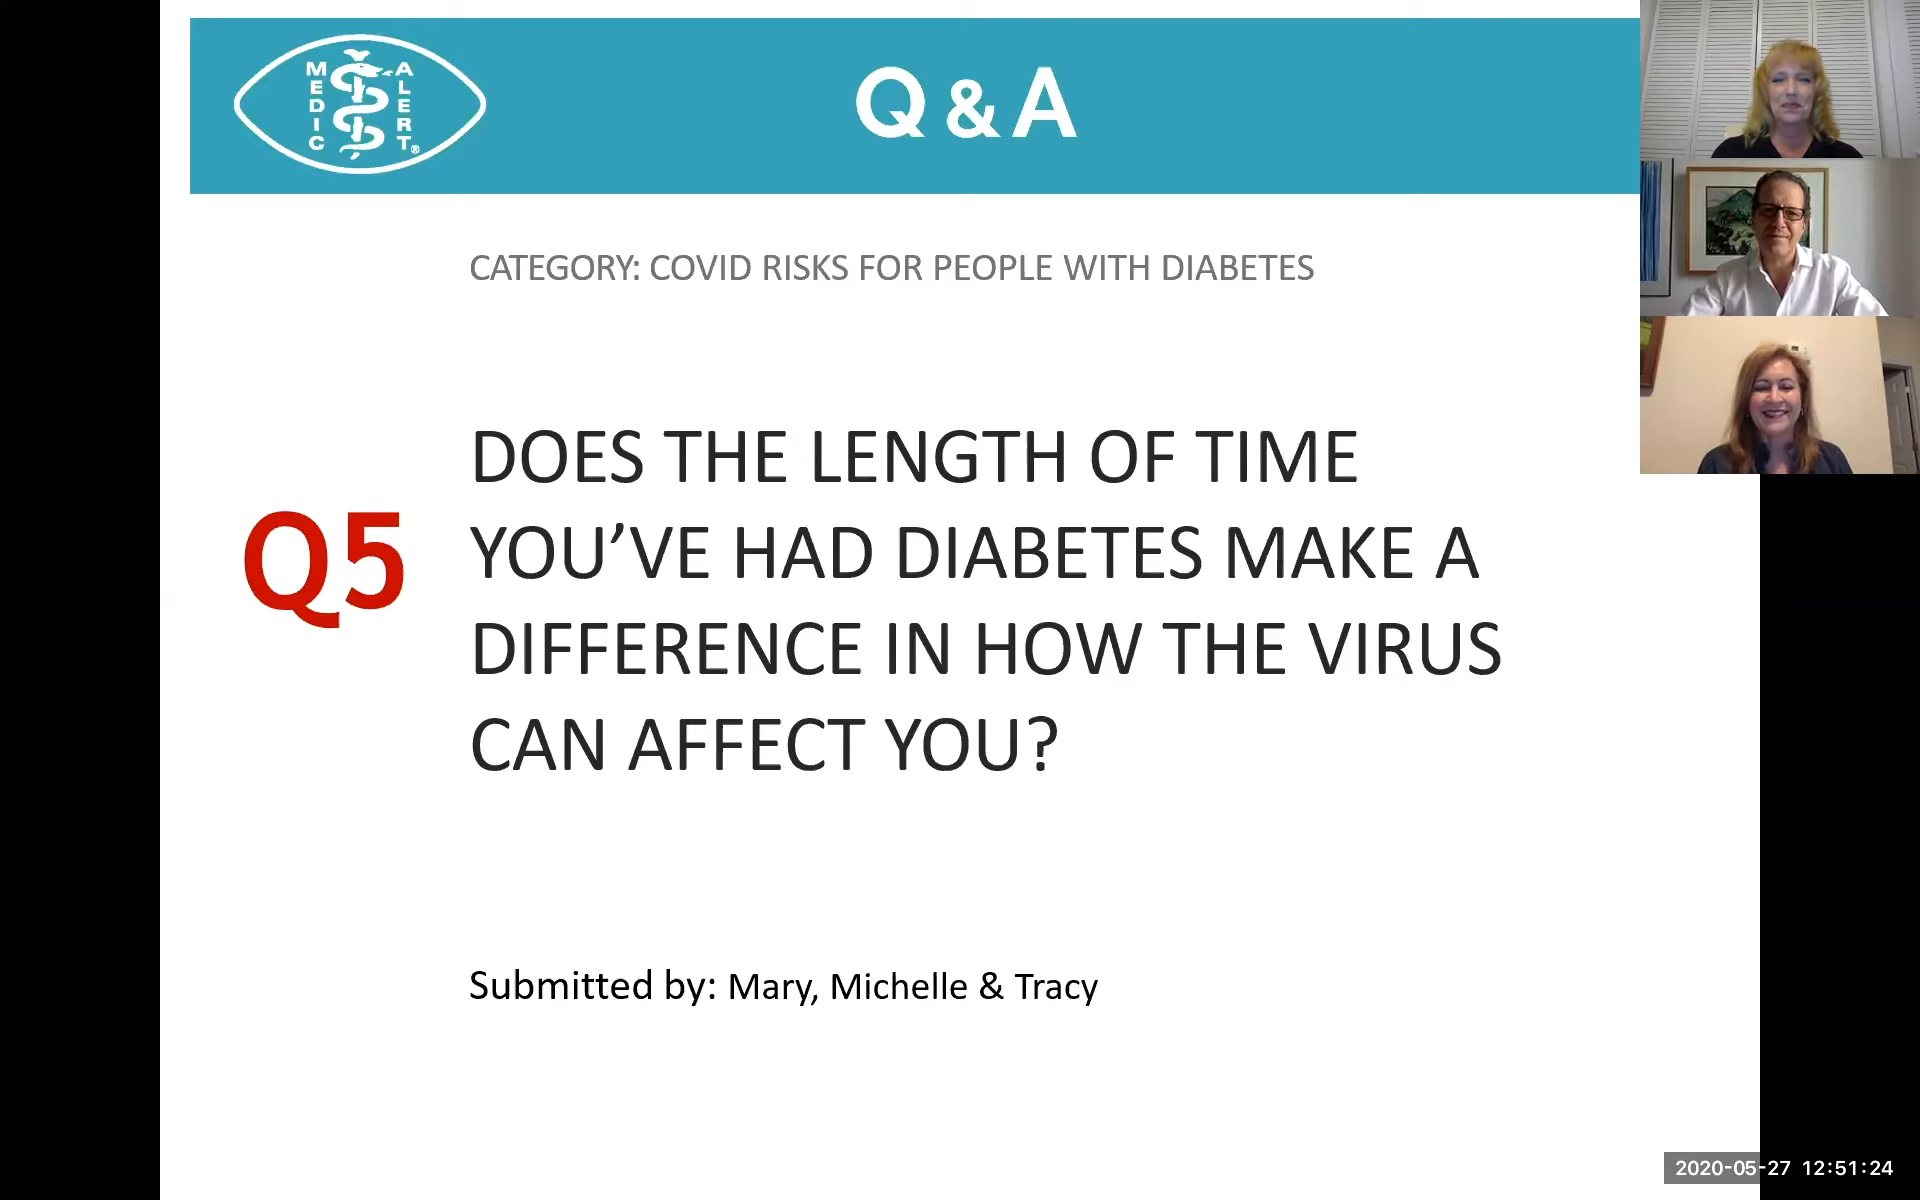 MEDIC ALERT®
Q & A
CATEGORY: COVID RISKS FOR PEOPLE WITH DIABETES
Q5
DOES THE LENGTH OF TIME
YOU’VE HAD DIABETES MAKE A
DIFFERENCE IN HOW THE VIRUS
CAN AFFECT YOU?
Submitted by: Mary, Michelle & Tracy
2020-05-27 12:51:24